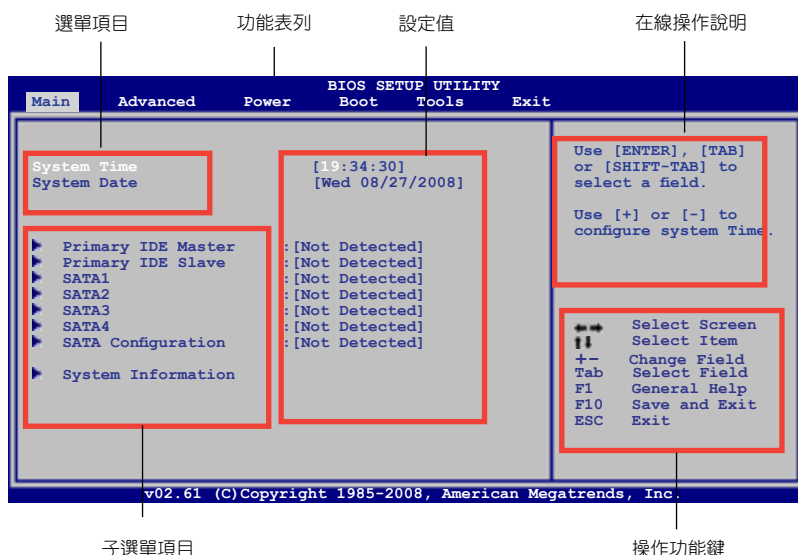 選單項目 功能表列 設定值 在線操作說明
BIOS SETUP UTILITY
Main Advanced Power Boot Tools Exit
System Time [19:34:30]
System Date [Wed 08/27/2008]
Primary IDE Master :[Not Detected]
Primary IDE Slave :[Not Detected]
SATA1 :[Not Detected]
SATA2 :[Not Detected]
SATA3 :[Not Detected]
SATA4 :[Not Detected]
SATA Configuration :[Not Detected]
System Information
Use [ENTER], [TAB]
or [SHIFT-TAB] to
select a field.
Use [+] or [-] to
configure system Time.
←→ Select Screen
↑↓ Select Item
+- Change Field
Tab Select Field
F1 General Help
F10 Save and Exit
ESC Exit
v02.61 (C)Copyright 1985-2008, American Megatrends, Inc.
子選單項目 操作功能鍵